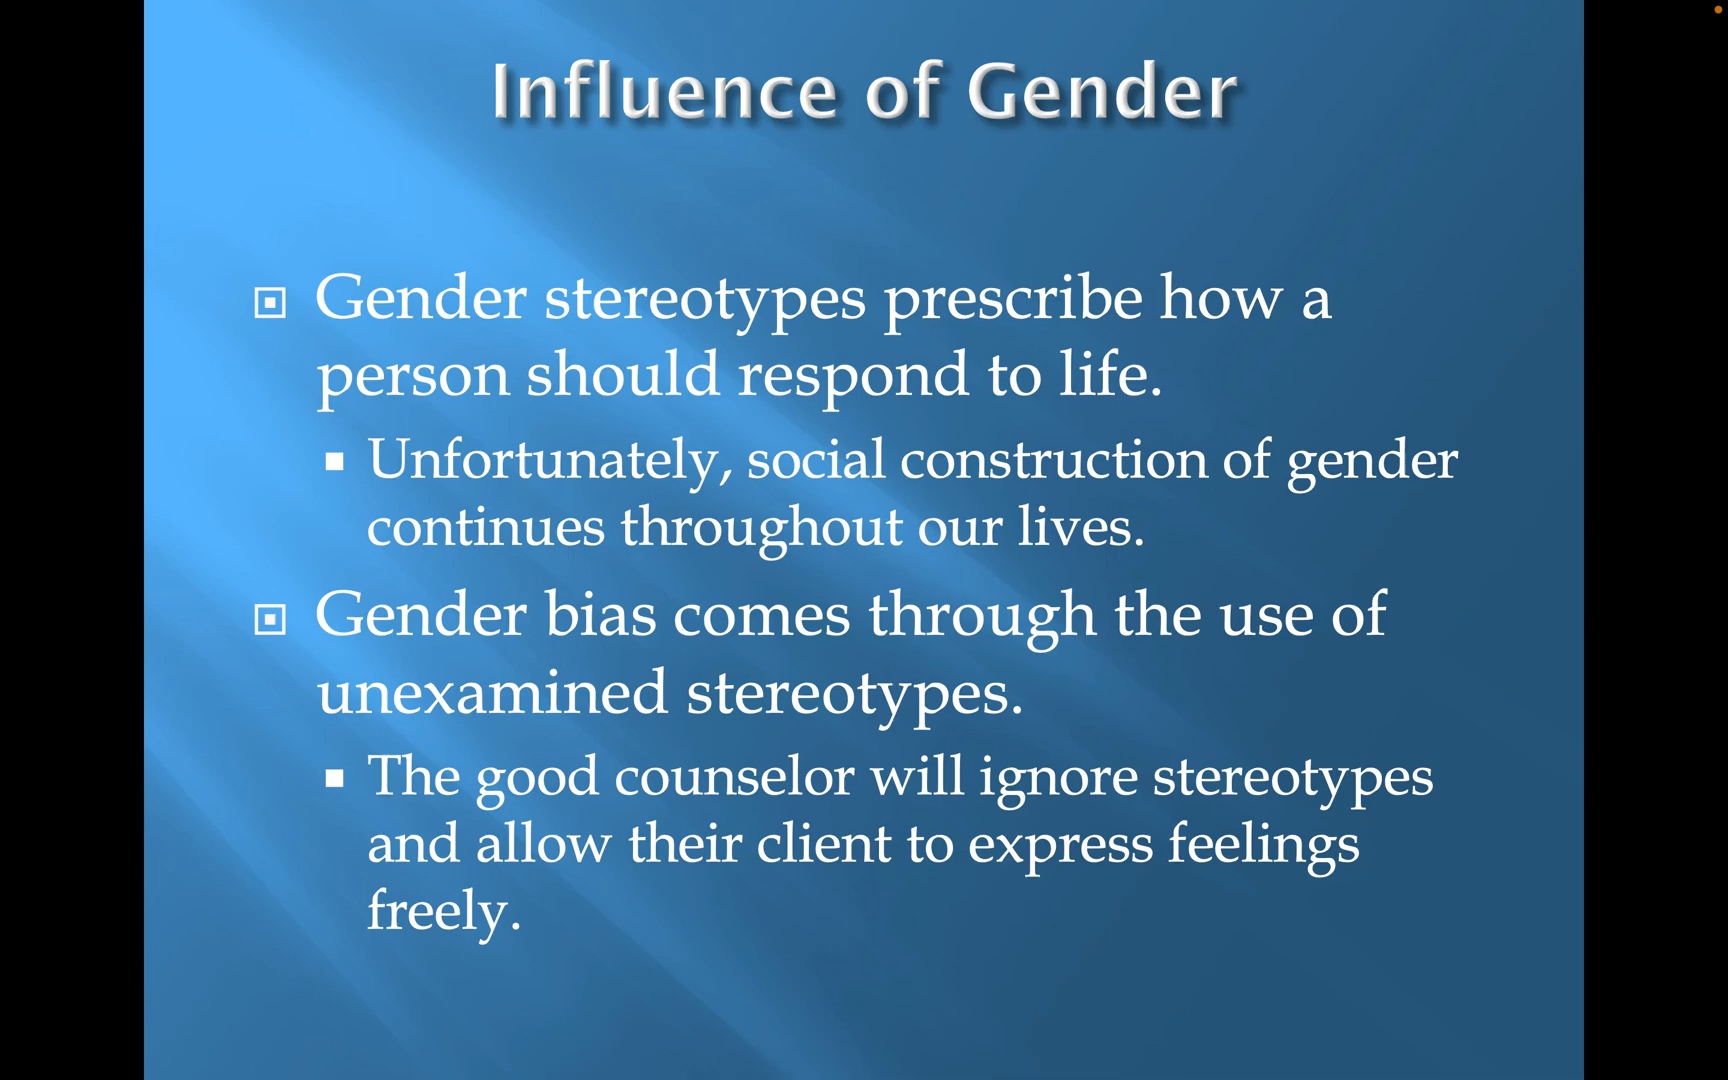 Influence of Gender
Gender stereotypes prescribe how a
person should respond to life.
Unfortunately, social construction of gender
continues throughout our lives.
Gender bias comes through the use of
unexamined stereotypes.
The good counselor will ignore stereotypes
and allow their client to express feelings
freely.